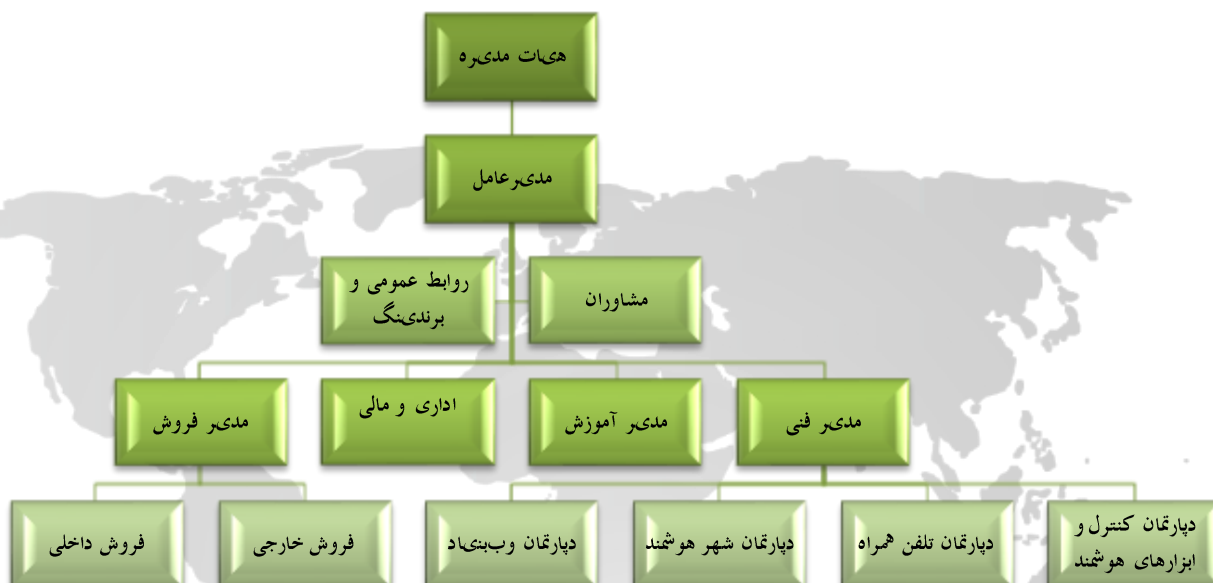 هیات مدیره
مدیرعامل
مشاوران
روابط عمومی و
برندینگ
مدیر فنی
مدیر آموزش
اداری و مالی
مدیر فروش
دپارتمان کنترل و
ابزارهای هوشمند
دپارتمان تلفن همراه
دپارتمان شهر هوشمند
دپارتمان وب‌بنیاد
فروش خارجی
فروش داخلی